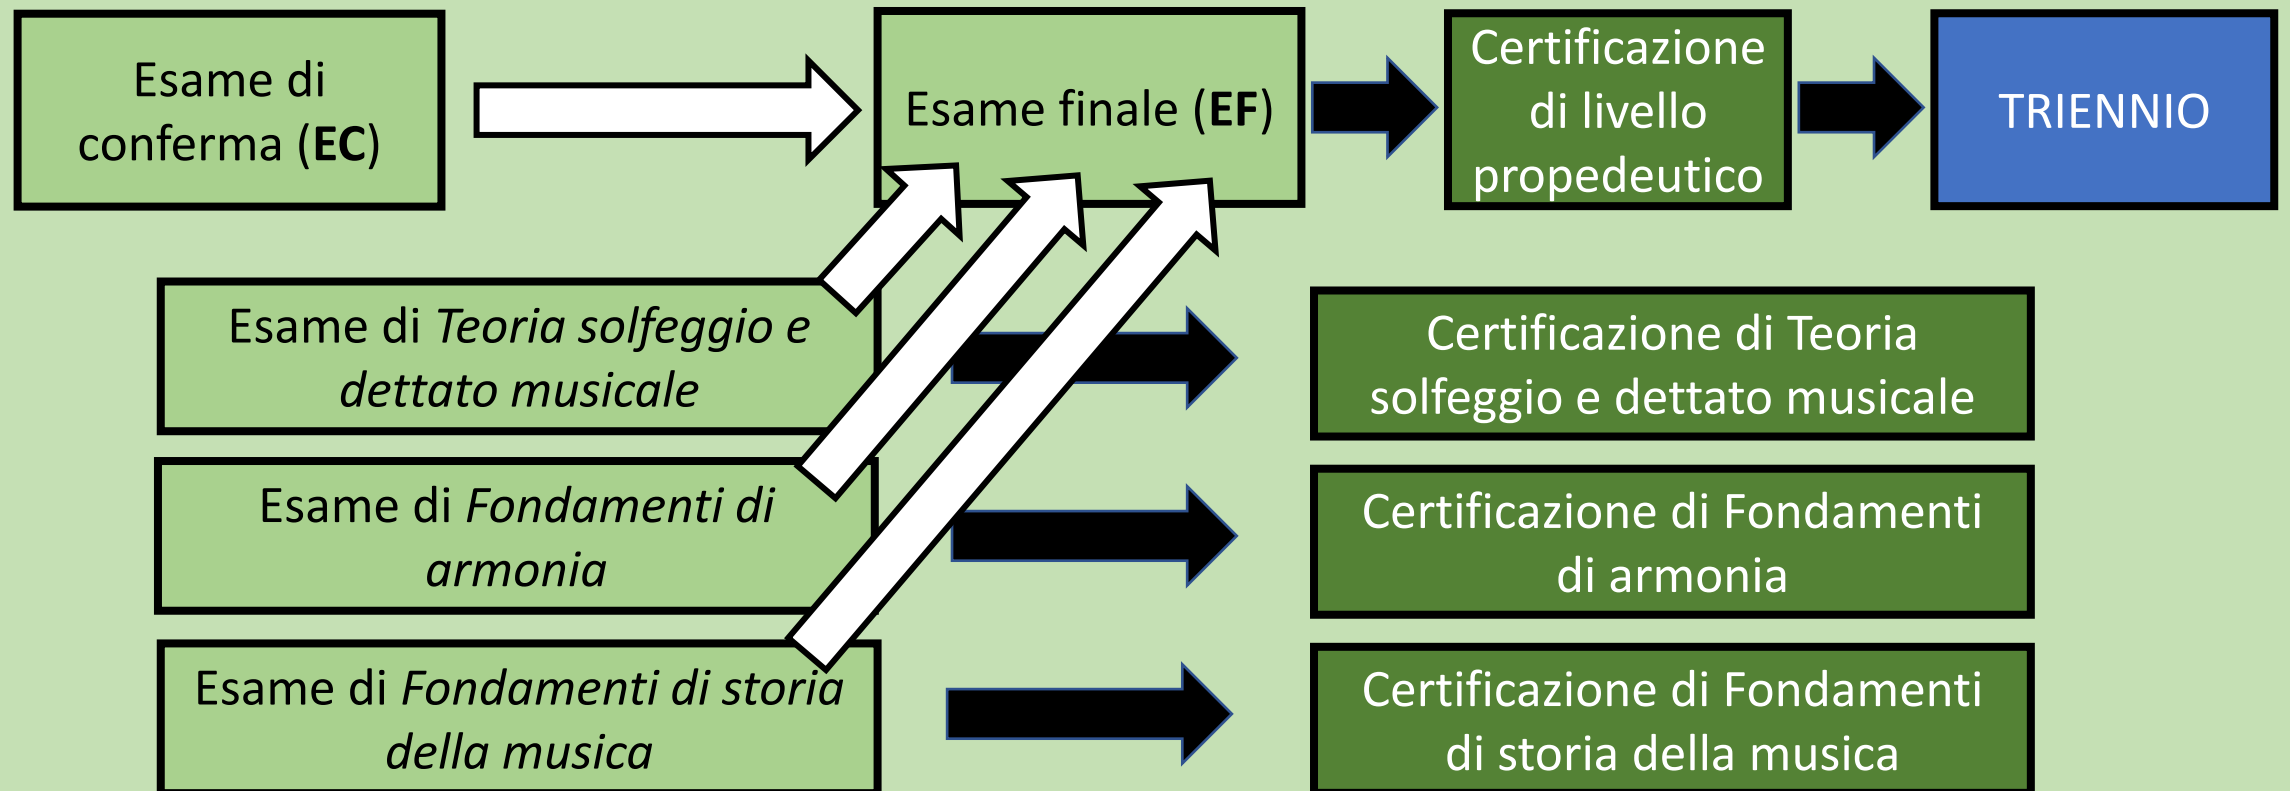 Esame di
conferma (EC)
Esame finale (EF)
Certificazione
di livello
propedeutico
TRIENNIO
Esame di Teoria solfeggio e
dettato musicale
Certificazione di Teoria
solfeggio e dettato musicale
Esame di Fondamenti di
armonia
Certificazione di Fondamenti
di armonia
Esame di Fondamenti di storia
della musica
Certificazione di Fondamenti
di storia della musica